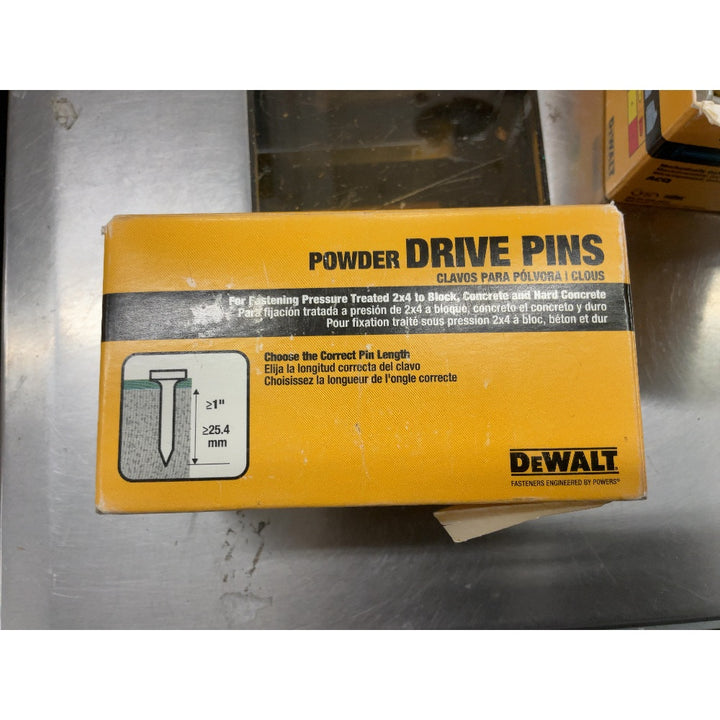 POWDER DRIVE PINS
CLAVOS PARA PÓLVORA | CLOUS
For Fastening Pressure Treated 2x4 to Block, Concrete and Hard Concrete
Para fijación tratada a presión de 2x4 a bloque, concreto el concreto y duro
Pour fixation traité sous pression 2x4 à bloc, béton et dur
Choose the Correct Pin Length
Elija la longitud correcta del clavo
Choisissez la longueur de l'ongle correcte
≥1"
≥25.4
mm
DEWALT
FASTENERS ENGINEERED BY POWERS®
DEWALT
ACQ